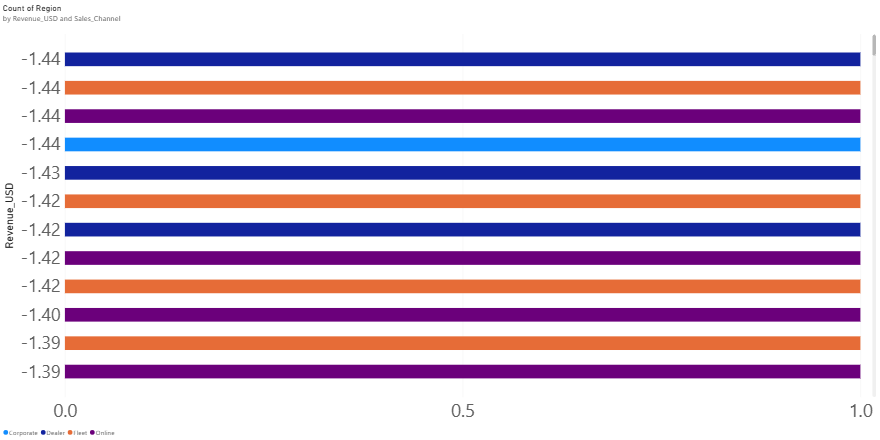 Count of Region
by Revenue_USD and Sales_Channel
Revenue_USD
-1.44
-1.44
-1.44
-1.44
-1.43
-1.42
-1.42
-1.42
-1.42
-1.40
-1.39
-1.39
0.0 0.5 1.0
Corporate Dealer Fleet Online